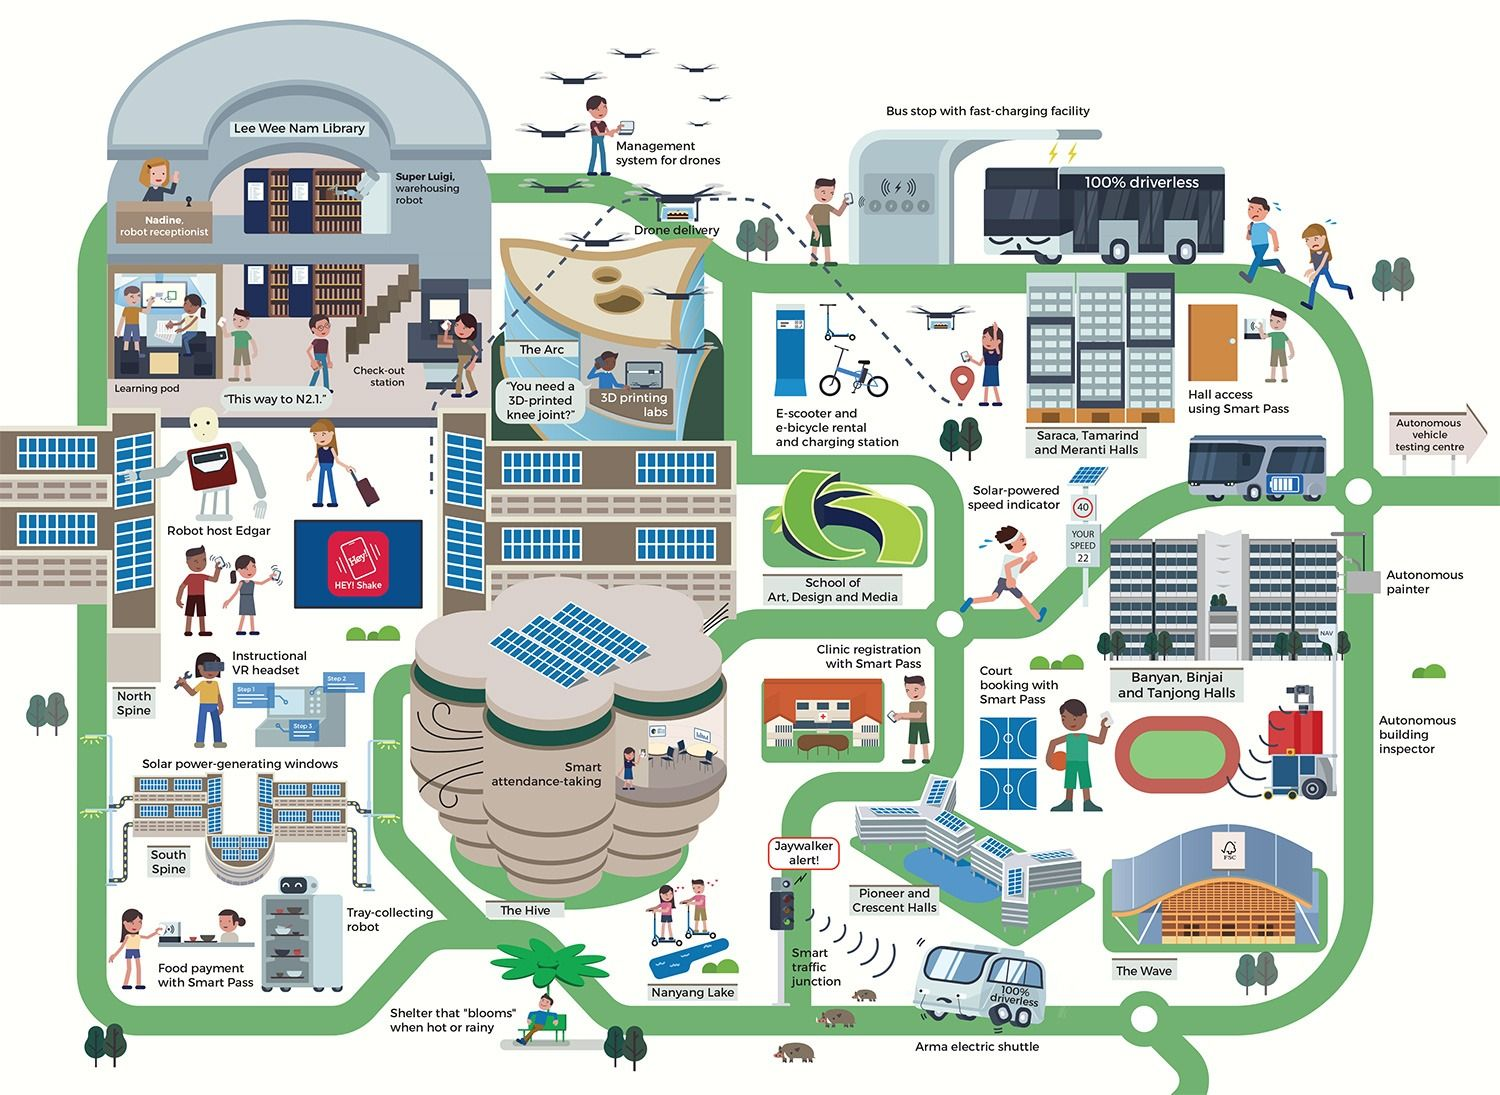 Lee Wee Nam Library
Management
system for drones
Bus stop with fast-charging facility
100% driverless
Super Luigi,
warehousing
robot
Nadine,
robot receptionist
Drone delivery
The Arc
"You need a
3D-printed
knee joint?"
3D printing
labs
Learning pod
Check-out
station
"This way to N2.1."
E-scooter and
e-bicycle rental
and charging station
Saraca, Tamarind
and Meranti Halls
Hall access
using Smart Pass
Autonomous
vehicle
testing centre
Robot host Edgar
Hey!
HEY! Shake
Solar-powered
speed indicator
40
YOUR
SPEED
22
School of
Art, Design and Media
Autonomous
painter
NAV
Instructional
VR headset
Step 1
Step 2
Step 3
North
Spine
Clinic registration
with Smart Pass
Court
booking with
Smart Pass
Banyan, Binjai
and Tanjong Halls
Autonomous
building
inspector
Solar power-generating windows
Smart
attendance-taking
South
Spine
Jaywalker
alert!
FSC
Pioneer and
Crescent Halls
The Hive
Tray-collecting
robot
Food payment
with Smart Pass
Smart
traffic
junction
The Wave
Nanyang Lake
100%
driverless
Shelter that "blooms"
when hot or rainy
Arma electric shuttle